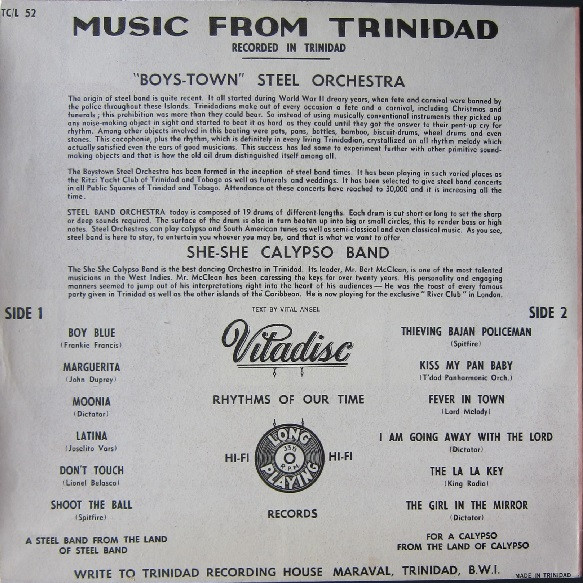 TC/L 52
MUSIC FROM TRINIDAD
RECORDED IN TRINIDAD
"BOYS-TOWN" STEEL ORCHESTRA
The origin of steel band is quite recent. It all started during World War II dreary years, when fete and carnival were banned by
the police throughout these Islands. Trinidadians make out of every occasion a fete and a carnival, including Christmas and
funerals; this prohibition was more than they could bear. So instead of using musically conventional instruments they picked up
any noise-making object in sight and started to beat it as hard as they could until they got the answer to their pent-up cry for
rhythm. Among other objects involved in this beating were pots, pans, bottles, bamboo, biscuit-drums, wheel drums and even
stones. This cacophonie, plus the rhythm, which is definitely in every living Trinidadian, crystallized an all rhythm melody which
actually satisfied even the ears of good musicians. This success has led some to experiment further with other primitive sound-
making objects and that is how the old oil drum distinguished itself among all.
The Boystown Steel Orchestra has been formed in the inception of steel band times. It has been playing in such varied places as
the Ritzi Yacht Club of Trinidad and Tobago as well as funerals and weddings. It has been selected to give steel band concerts
in all Public Squares of Trinidad and Tobago. Attendance at these concerts have reached to 30,000 and it is increasing all the
time.
STEEL BAND ORCHESTRA today is composed of 19 drums of different lengths. Each drum is cut short or long to set the sharp
or deep sounds required. The surface of the drum is also in turn beaten up into big or small circles, this to render bass or high
notes. Steel Orchestras can play calypso and South American tunes as well as semi-classical and even classical music. As you see,
steel band is here to stay, to entertain you whoever you may be, and that is what we want to offer.
SHE-SHE CALYPSO BAND
The She She Calypso Band is the best dancing Orchestra in Trinidad. Its leader, Mr. Bert McClean, is one of the most talented
musicians in the West Indies. Mr. McClean has been caressing the keys for over twenty years. His personality and engaging
manners seemed to jump out of his interpretations right into the heart of his audiences — He was the toast of every famous
party given in Trinidad as well as the other islands of the Caribbean. He is now playing for the exclusive "River Club" in London.
TEXT BY VITAL ANGEL
SIDE 1
BOY BLUE
(Frankie Francis)
MARGUERITA
(John Duprey)
MOONIA
(Dictator)
LATINA
(Joselito Vars)
DON'T TOUCH
(Lionel Belasco)
SHOOT THE BALL
(Spitfire)
A STEEL BAND FROM THE LAND
OF STEEL BAND
Vitadisc
RHYTHMS OF OUR TIME
HI-FI
LONG
33⅓
RPM
PLAYING
HI-FI
RECORDS
SIDE 2
THIEVING BAJAN POLICEMAN
(Spitfire)
KISS MY PAN BABY
(T'dad Panharmonic Orch.)
FEVER IN TOWN
(Lord Melody)
I AM GOING AWAY WITH THE LORD
(Dictator)
THE LA LA KEY
(King Radio)
THE GIRL IN THE MIRROR
(Dictator)
FOR A CALYPSO
FROM THE LAND OF CALYPSO
WRITE TO TRINIDAD RECORDING HOUSE MARAVAL, TRINIDAD, B.W.I.
MADE IN TRINIDAD